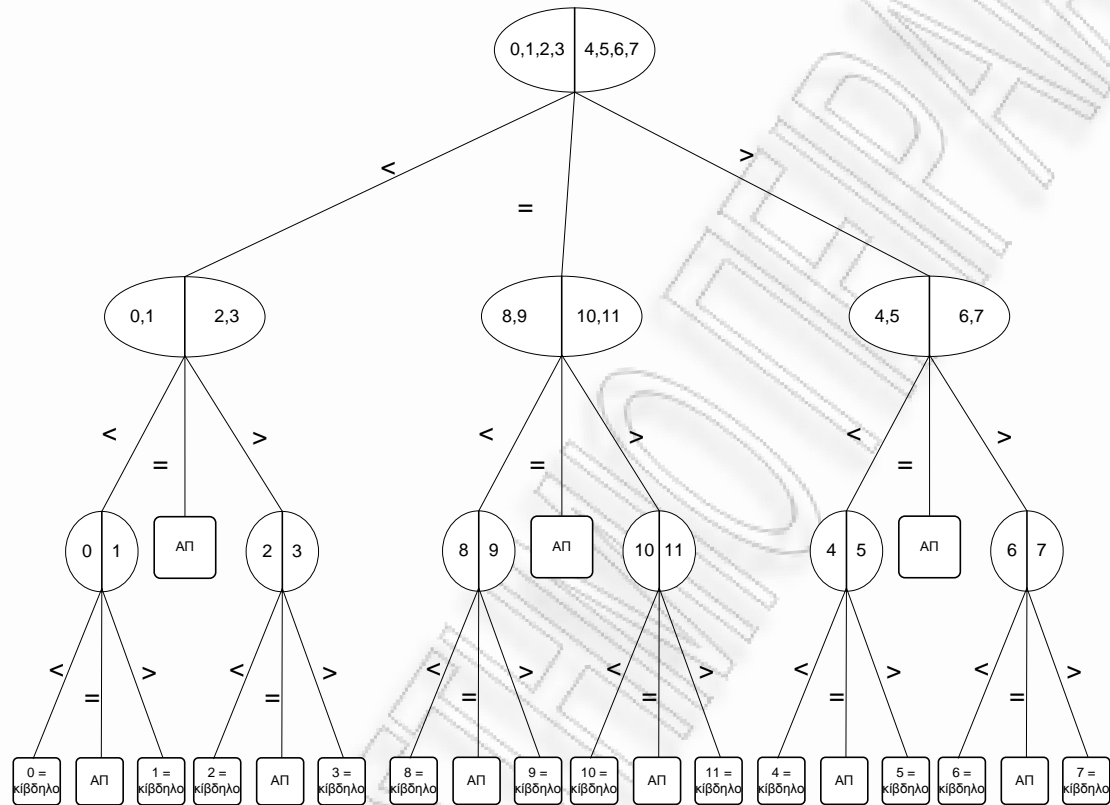 0,1,2,3 4,5,6,7
< = >
0,1 2,3 8,9 10,11 4,5 6,7
< = > < = > < = >
0 1 ΑΠ 2 3 8 9 ΑΠ 10 11 4 5 ΑΠ 6 7
< = > < = > < = > < = > < = > < = >
0 =
κίβδηλο
ΑΠ
1 =
κίβδηλο
2 =
κίβδηλο
ΑΠ
3 =
κίβδηλο
8 =
κίβδηλο
ΑΠ
9 =
κίβδηλο
10 =
κίβδηλο
ΑΠ
11 =
κίβδηλο
4 =
κίβδηλο
ΑΠ
5 =
κίβδηλο
6 =
κίβδηλο
ΑΠ
7 =
κίβδηλο